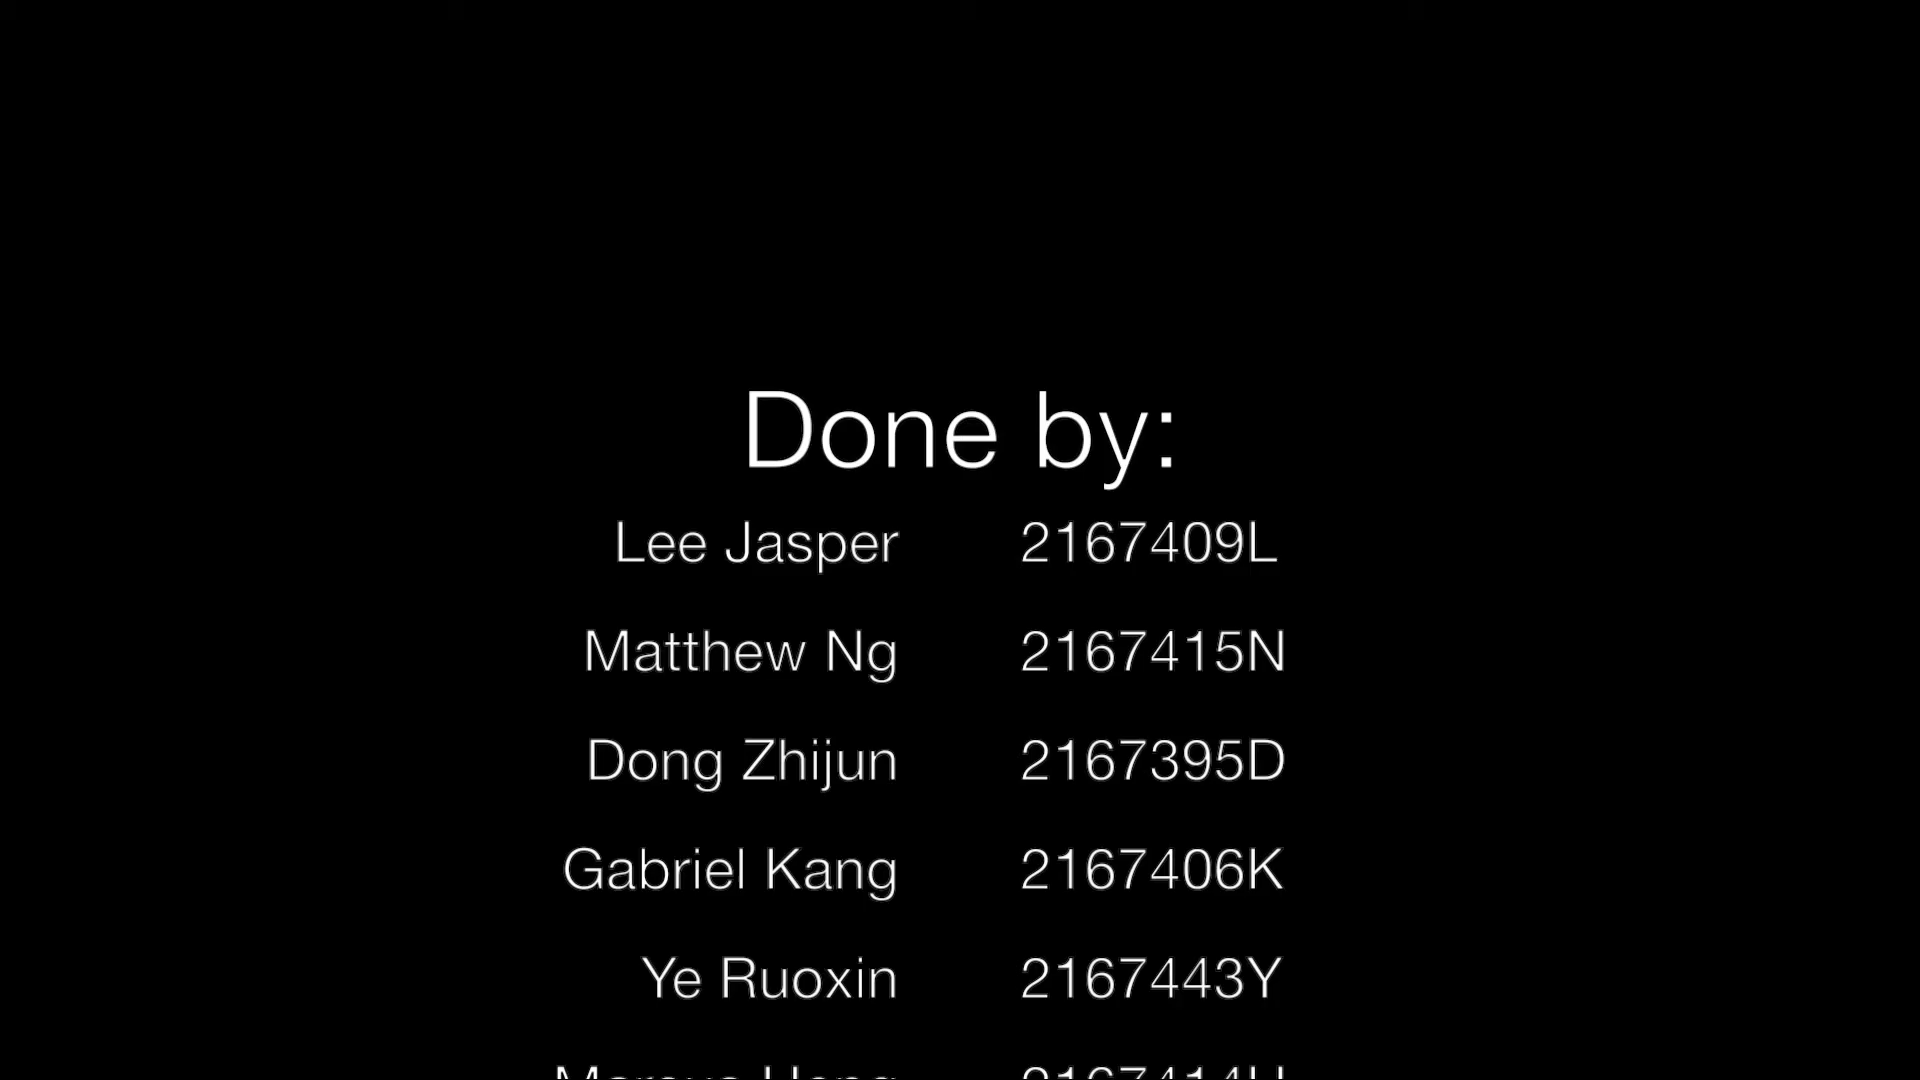 Done by:
Lee Jasper 2167409L
Matthew Ng 2167415N
Dong Zhijun 2167395D
Gabriel Kang 2167406K
Ye Ruoxin 2167443Y